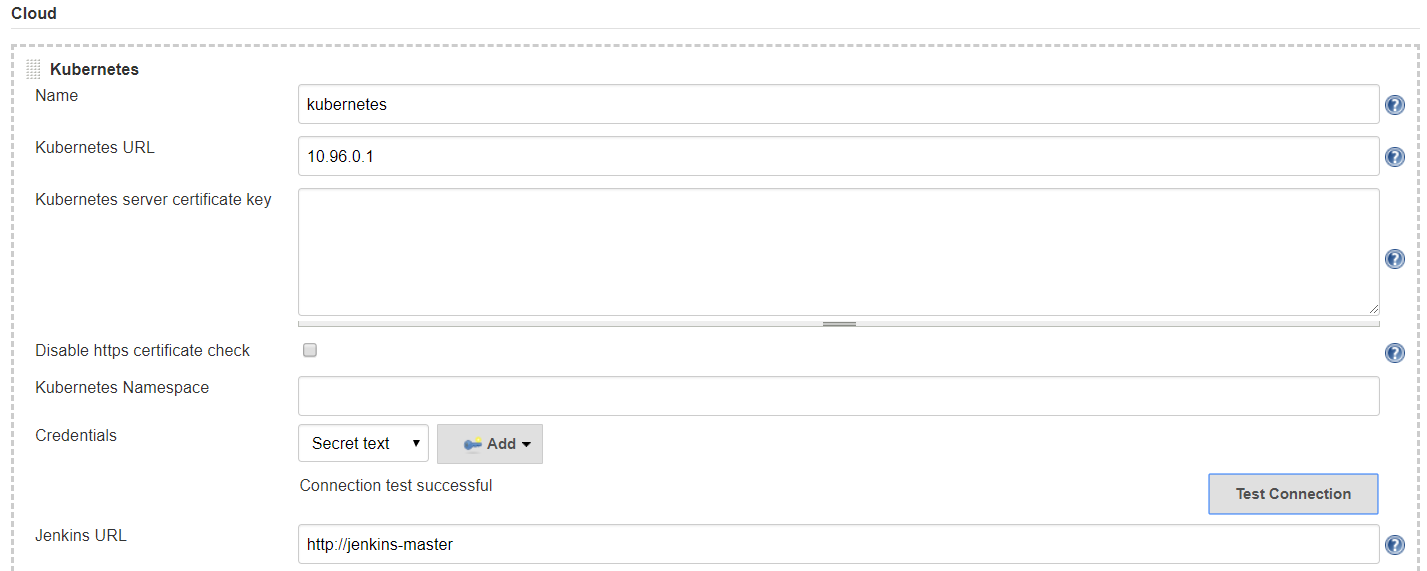 Cloud
Kubernetes
Name
kubernetes
Kubernetes URL
10.96.0.1
Kubernetes server certificate key
Disable https certificate check
Kubernetes Namespace
Credentials
Secret text
Add
Connection test successful
Test Connection
Jenkins URL
http://jenkins-master